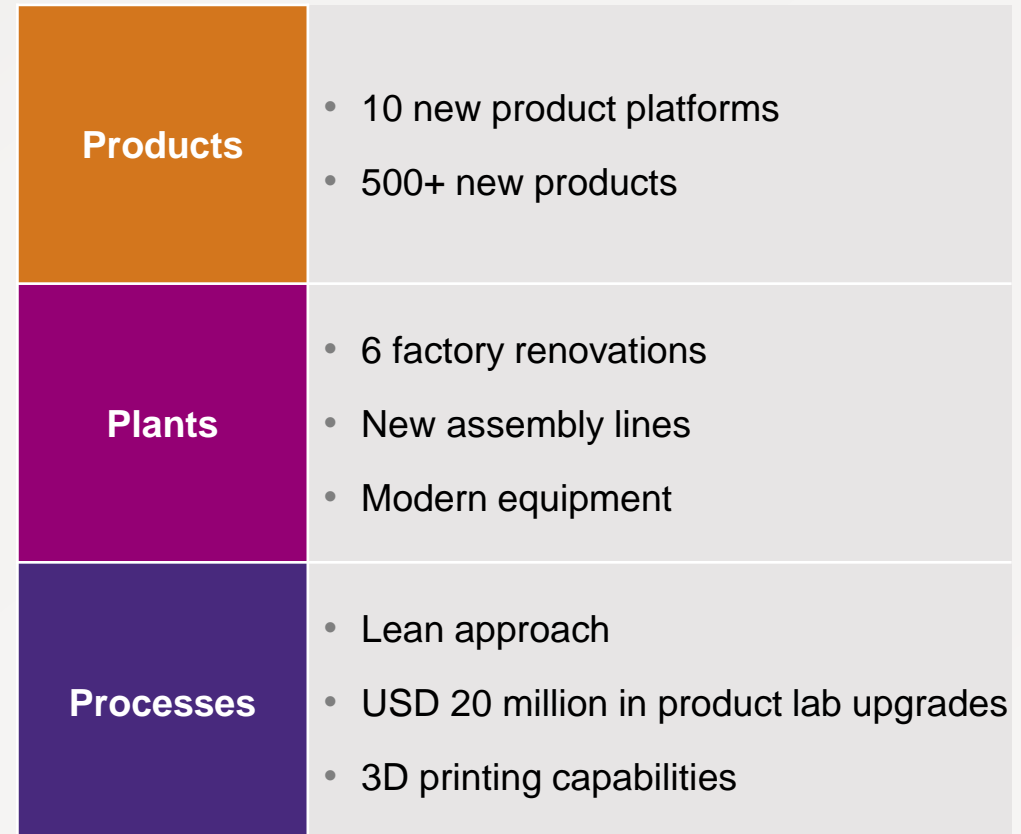 Products
• 10 new product platforms
• 500+ new products
Plants
• 6 factory renovations
• New assembly lines
• Modern equipment
Processes
• Lean approach
• USD 20 million in product lab upgrades
• 3D printing capabilities